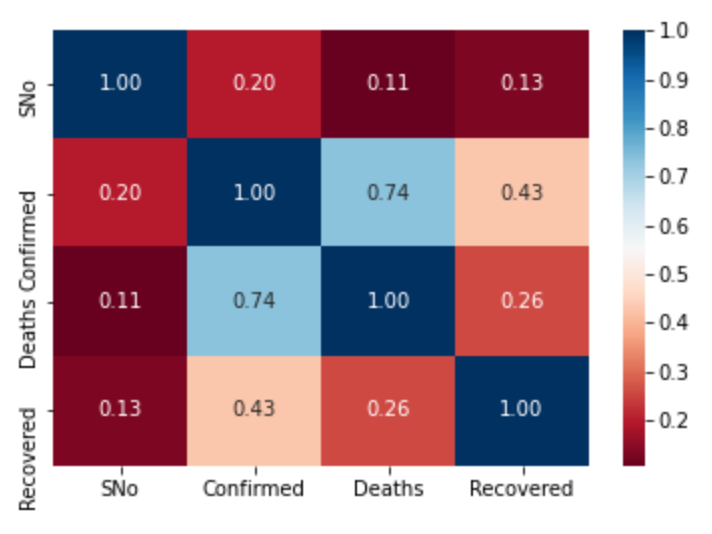 SNo 1.00 0.20 0.11 0.13
Confirmed 0.20 1.00 0.74 0.43
Deaths 0.11 0.74 1.00 0.26
Recovered 0.13 0.43 0.26 1.00
SNo Confirmed Deaths Recovered
1.0
0.9
0.8
0.7
0.6
0.5
0.4
0.3
0.2